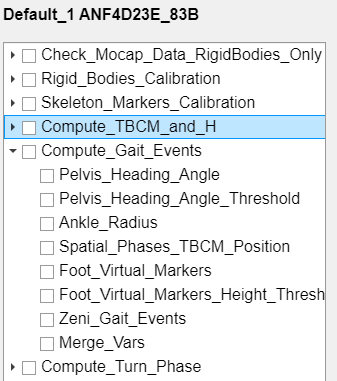 Default_1 ANF4D23E_83B
Check_Mocap_Data_RigidBodies_Only
Rigid_Bodies_Calibration
Skeleton_Markers_Calibration
Compute_TBCM_and_H
Compute_Gait_Events
Pelvis_Heading_Angle
Pelvis_Heading_Angle_Threshold
Ankle_Radius
Spatial_Phases_TBCM_Position
Foot_Virtual_Markers
Foot_Virtual_Markers_Height_Thresh
Zeni_Gait_Events
Merge_Vars
Compute_Turn_Phase